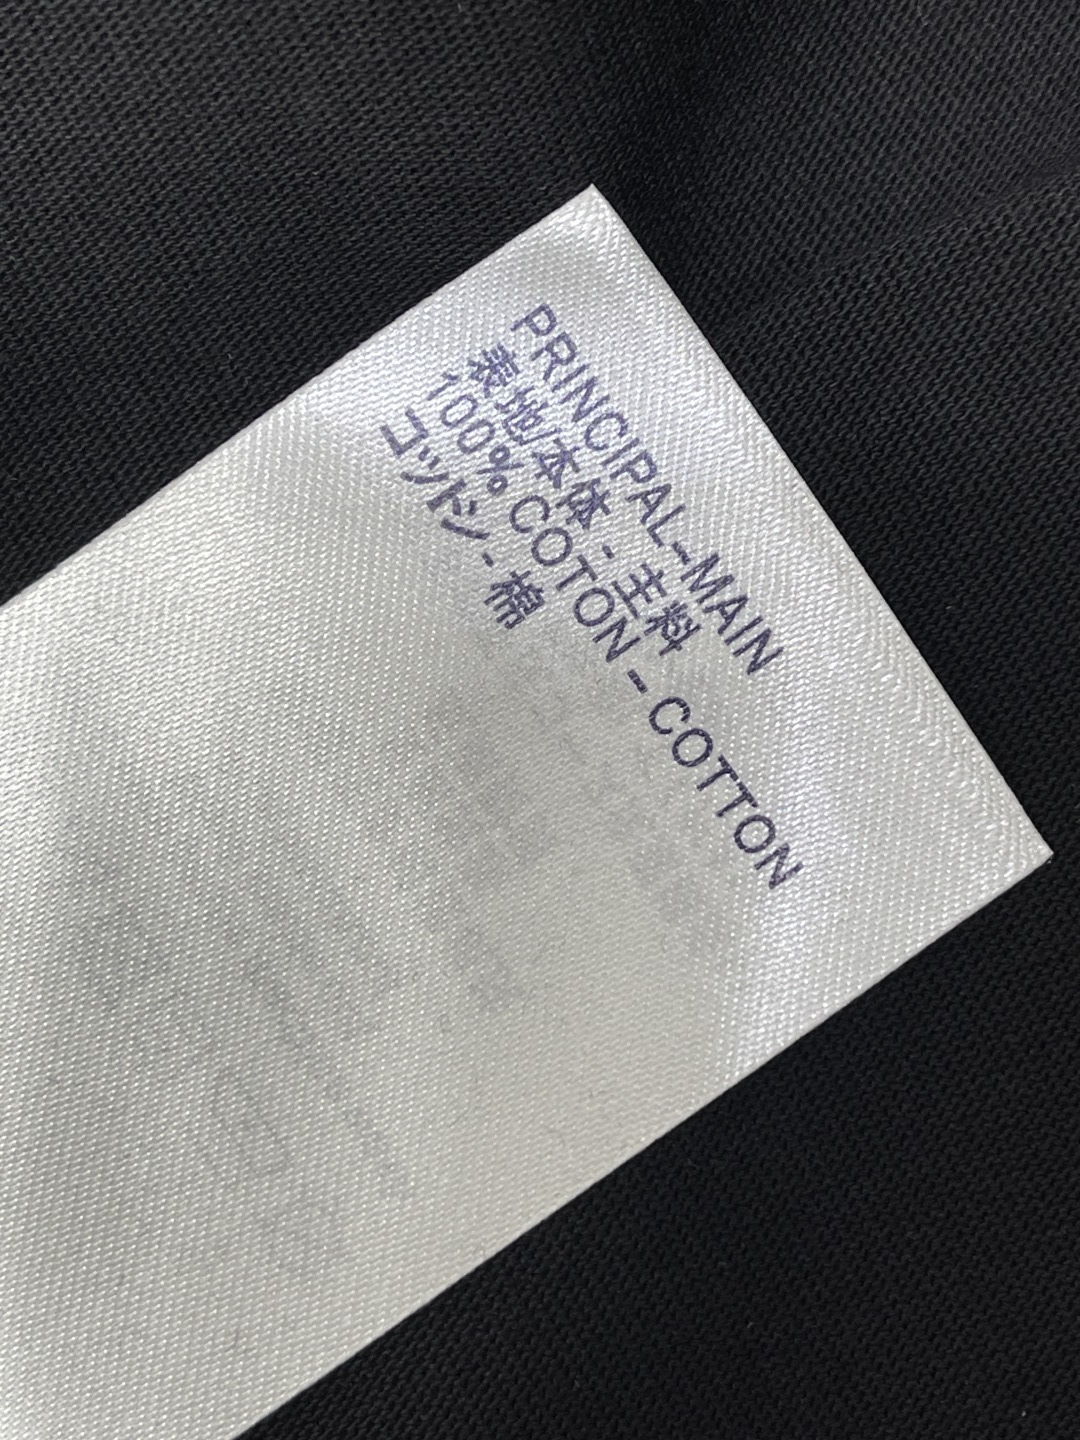 PRINCIPAL-MAIN
表地/本体 - 主料
100% COTON - COTTON
コットン - 棉